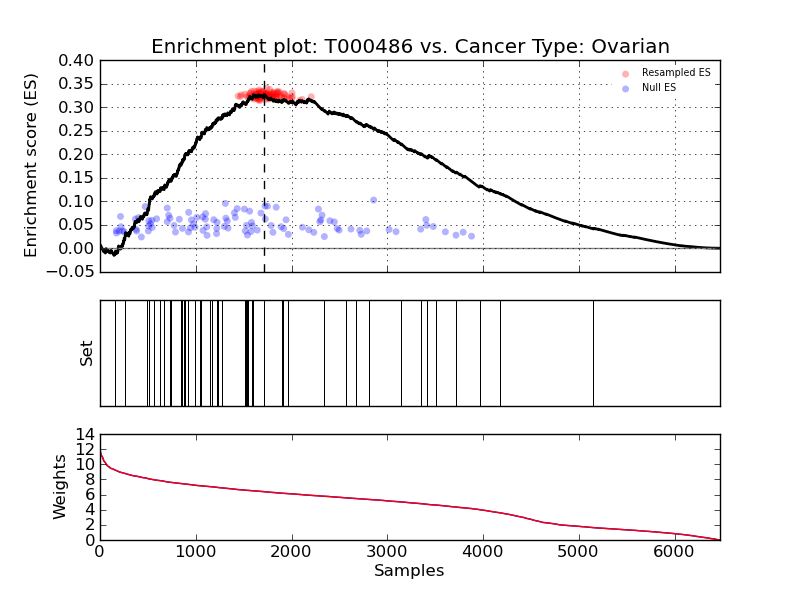 Enrichment plot: T000486 vs. Cancer Type: Ovarian
Enrichment score (ES)
0.40
0.35
0.30
0.25
0.20
0.15
0.10
0.05
0.00
−0.05
Resampled ES
Null ES
Set
Weights
14
12
10
8
6
4
2
0
0 1000 2000 3000 4000 5000 6000
Samples